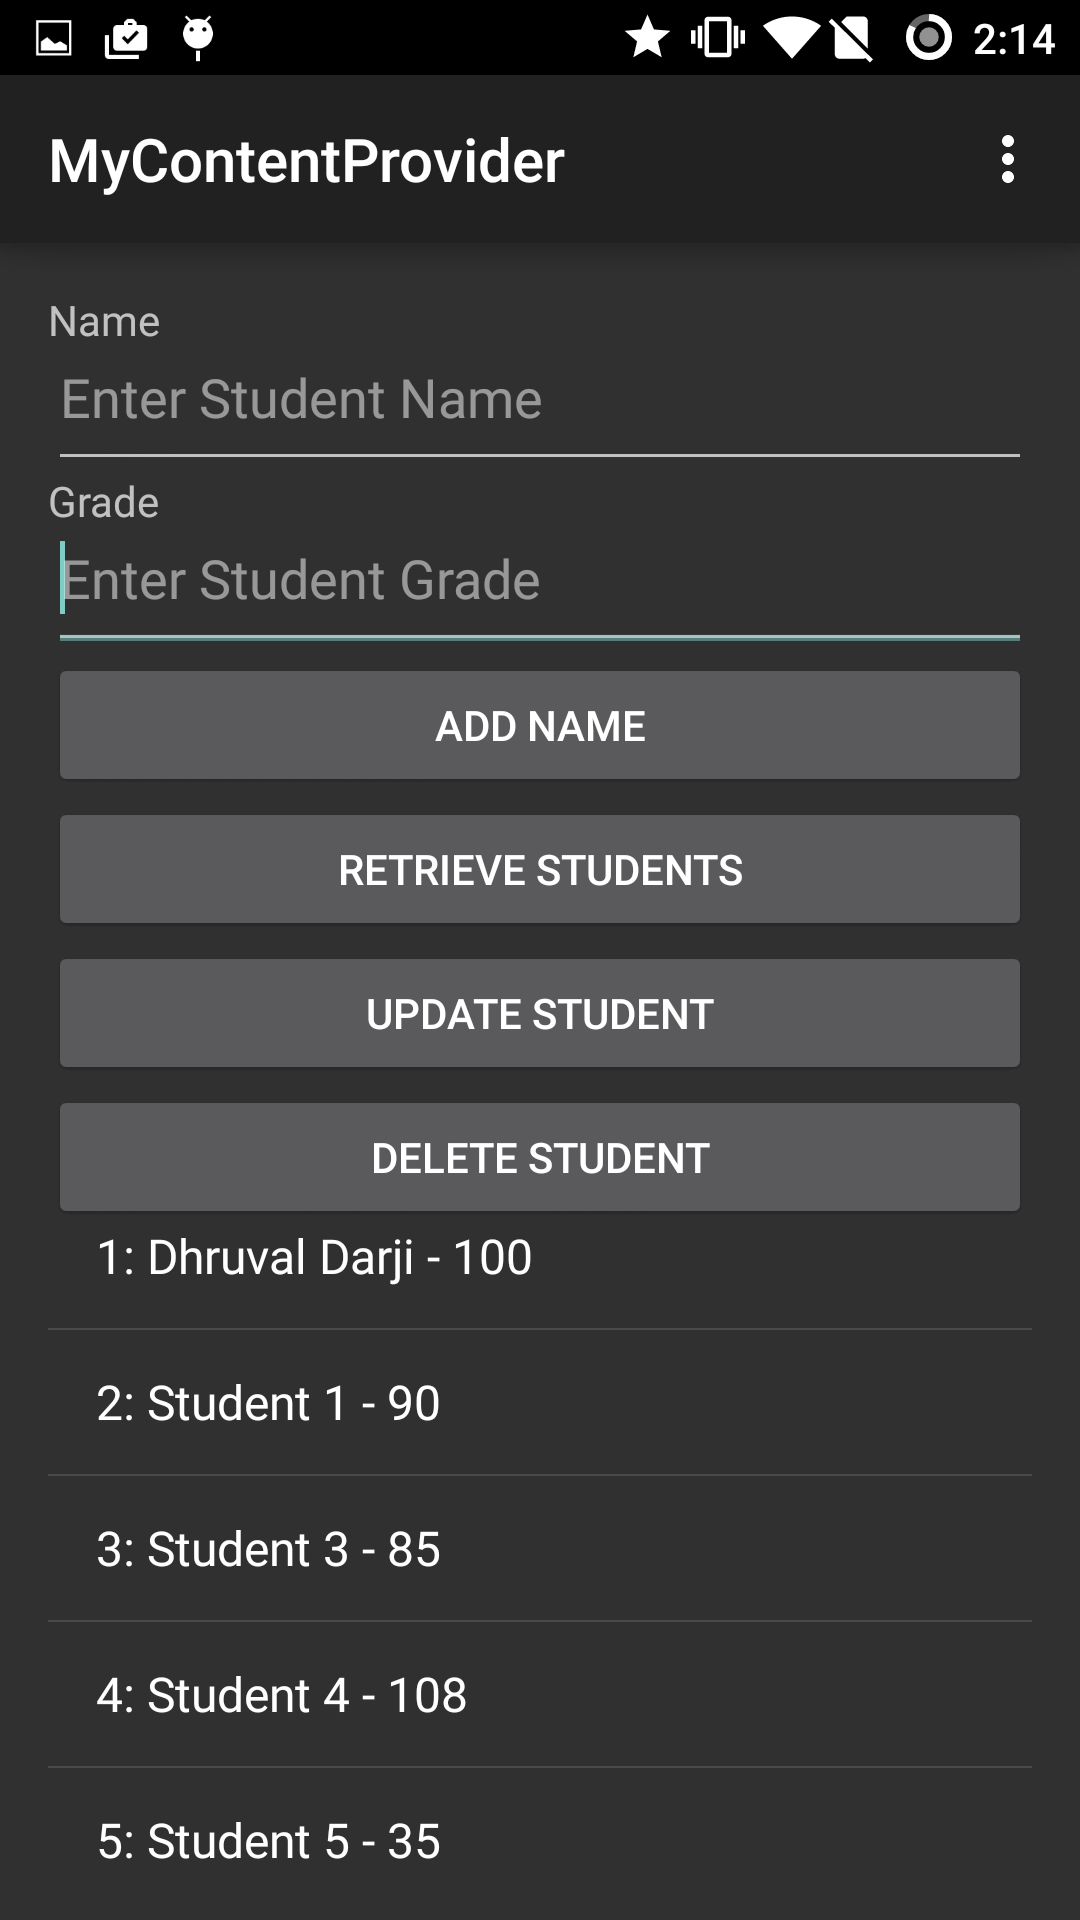 2:14
MyContentProvider
Name
Enter Student Name
Grade
Enter Student Grade
ADD NAME
RETRIEVE STUDENTS
UPDATE STUDENT
DELETE STUDENT
1: Dhruval Darji - 100
2: Student 1 - 90
3: Student 3 - 85
4: Student 4 - 108
5: Student 5 - 35